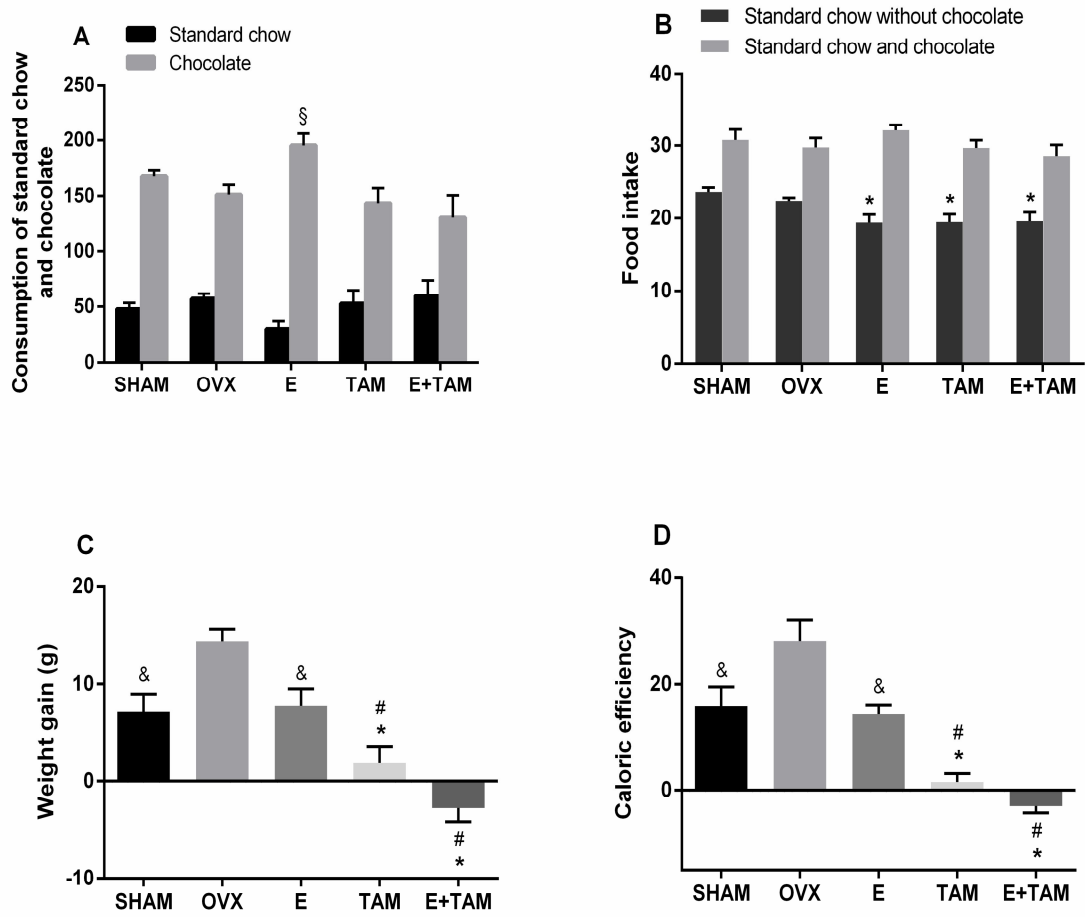 A
Standard chow
Chocolate
Consumption of standard chow
and chocolate
250
200
150
100
50
0
§
SHAM OVX E TAM E+TAM
B
Standard chow without chocolate
Standard chow and chocolate
Food intake
40
30
20
10
0
* * *
SHAM OVX E TAM E+TAM
C
Weight gain (g)
20
10
0
-10
& &
#
*
#
*
SHAM OVX E TAM E+TAM
D
Caloric efficiency
40
20
0
& &
#
*
#
*
SHAM OVX E TAM E+TAM